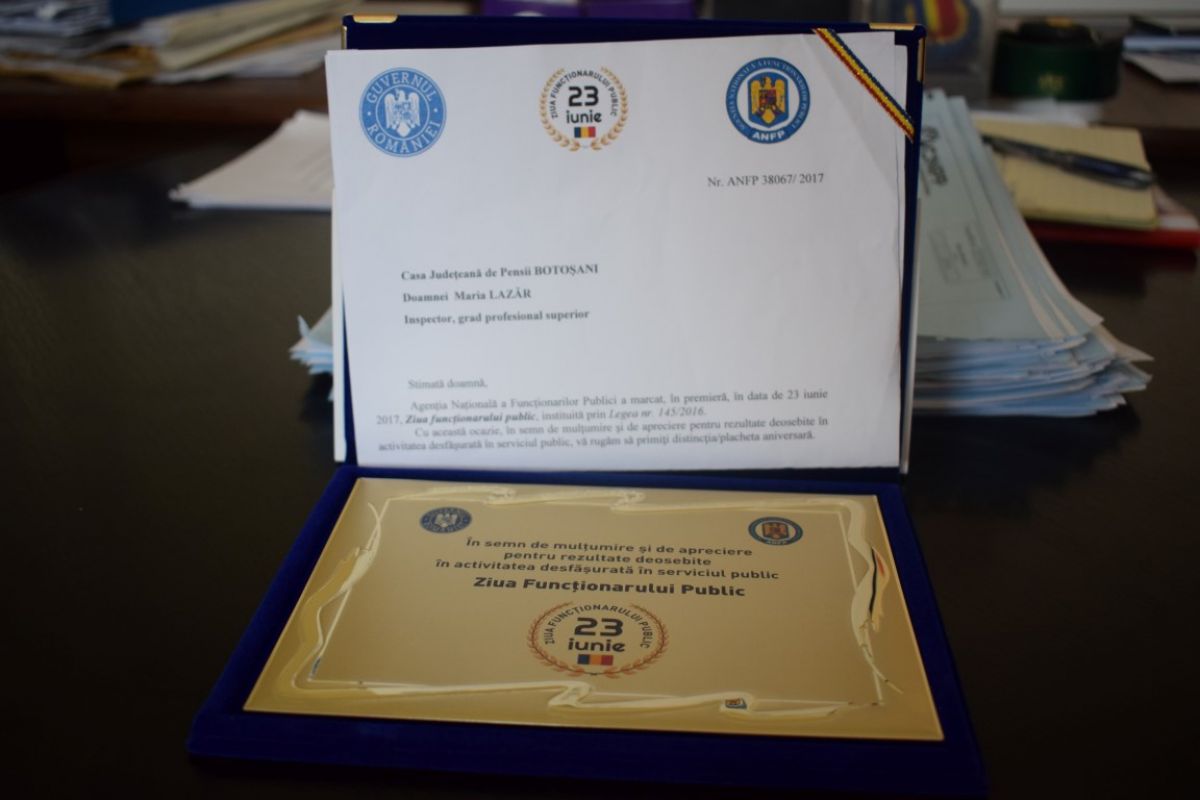 GUVERNUL ROMÂNIEI
ZIUA FUNCȚIONARULUI PUBLIC
23
iunie
AGENȚIA NAȚIONALĂ A FUNCȚIONARILOR PUBLICI
ANFP
Nr. ANFP 38067/ 2017
Casa Județeană de Pensii BOTOȘANI
Doamnei Maria LAZĂR
Inspector, grad profesional superior
Stimată doamnă,
Agenția Națională a Funcționarilor Publici a marcat, în premieră, în data de 23 iunie
2017, Ziua funcționarului public, instituită prin Legea nr. 145/2016.
Cu această ocazie, în semn de mulțumire și de apreciere pentru rezultate deosebite în
activitatea desfășurată în serviciul public, vă rugăm să primiți distincția/placheta aniversară.
ANFP
În semn de mulțumire și de apreciere
pentru rezultate deosebite
în activitatea desfășurată în serviciul public
Ziua Funcționarului Public
ZIUA FUNCȚIONARULUI PUBLIC
23
iunie